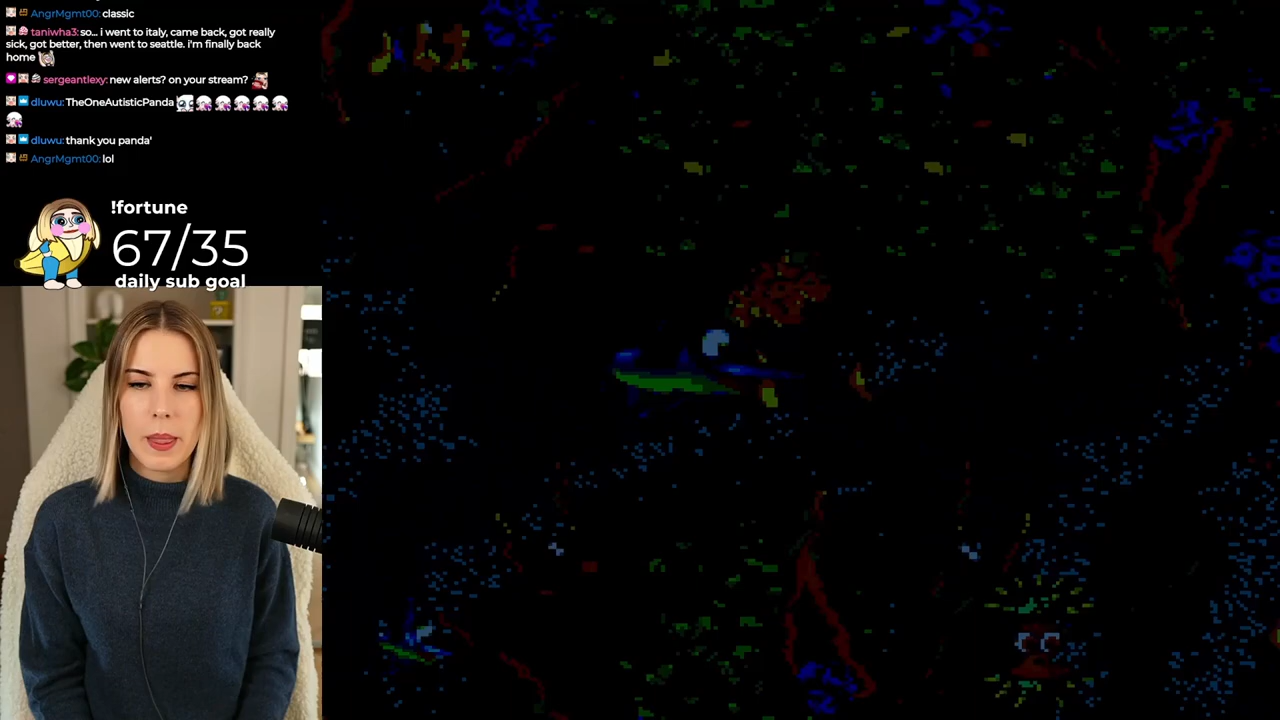 AngrMgmt00: classic
taniwha3: so... i went to italy, came back, got really
sick, got better, then went to seattle. i'm finally back
home
sergeantlexy: new alerts? on your stream?
dluwu: TheOneAutisticPanda
dluwu: thank you panda'
AngrMgmt00: lol
!fortune
67/35
daily sub goal